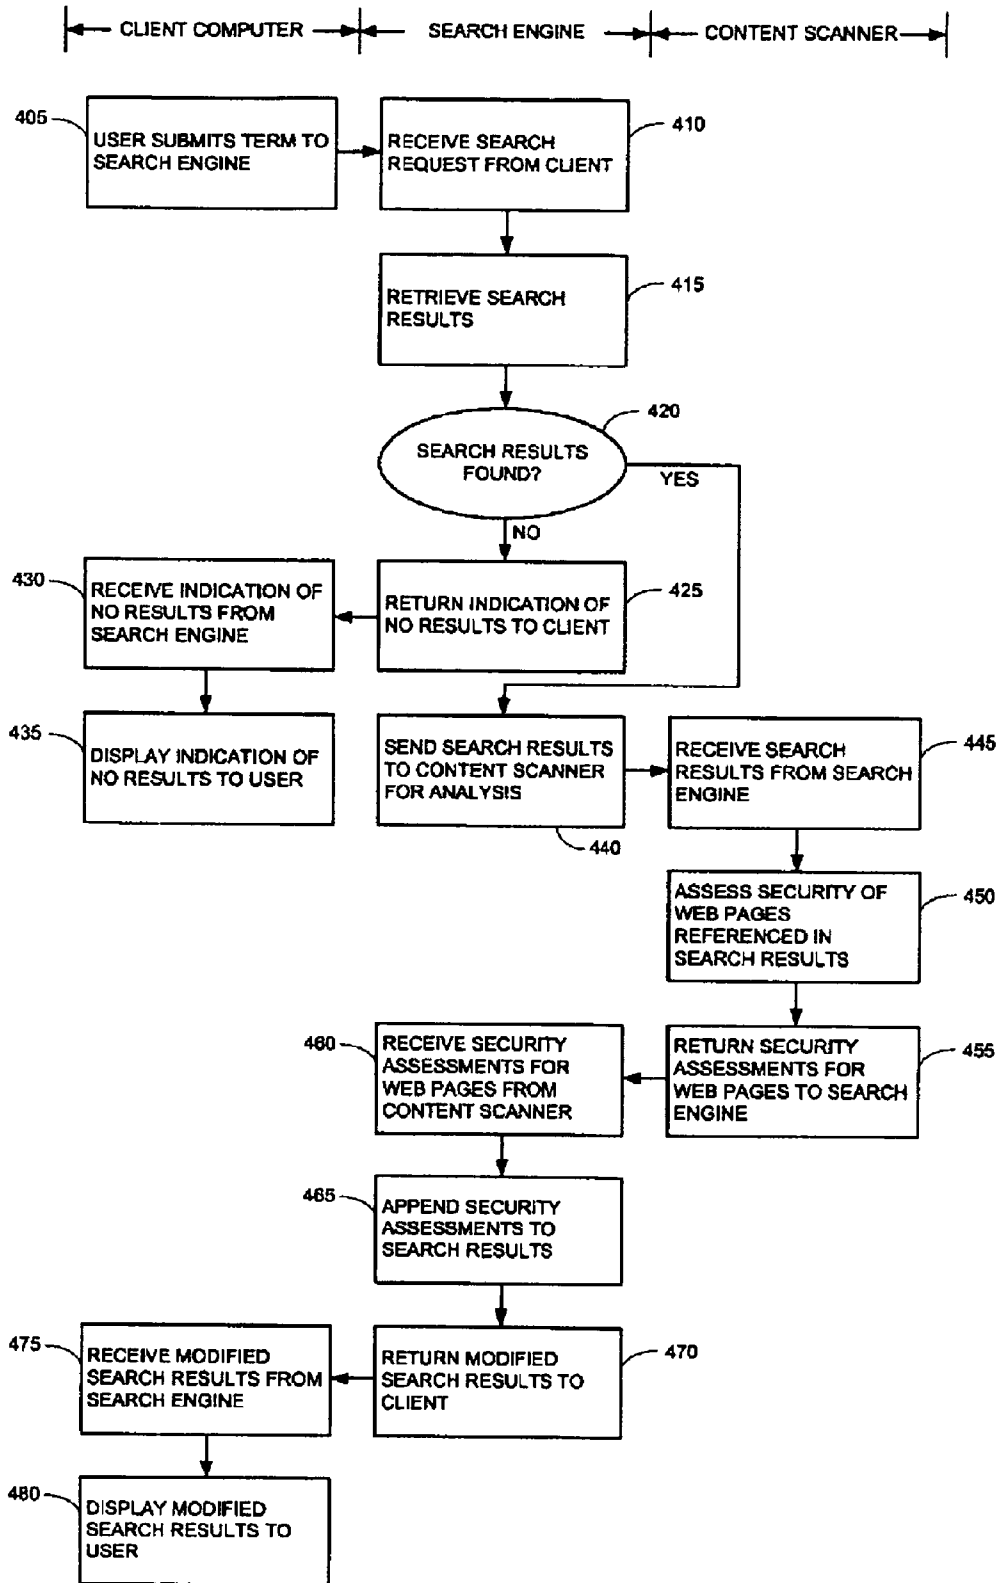 CLIENT COMPUTER
SEARCH ENGINE
CONTENT SCANNER
405
USER SUBMITS TERM TO
SEARCH ENGINE
RECEIVE SEARCH
REQUEST FROM CLIENT
410
RETRIEVE SEARCH
RESULTS
415
SEARCH RESULTS
FOUND?
420
YES
NO
430
RECEIVE INDICATION OF
NO RESULTS FROM
SEARCH ENGINE
RETURN INDICATION OF
NO RESULTS TO CLIENT
425
435
DISPLAY INDICATION OF
NO RESULTS TO USER
SEND SEARCH RESULTS
TO CONTENT SCANNER
FOR ANALYSIS
440
RECEIVE SEARCH
RESULTS FROM SEARCH
ENGINE
445
ASSESS SECURITY OF
WEB PAGES
REFERENCED IN
SEARCH RESULTS
450
460
RECEIVE SECURITY
ASSESSMENTS FOR
WEB PAGES FROM
CONTENT SCANNER
RETURN SECURITY
ASSESSMENTS FOR
WEB PAGES TO SEARCH
ENGINE
455
465
APPEND SECURITY
ASSESSMENTS TO
SEARCH RESULTS
475
RECEIVE MODIFIED
SEARCH RESULTS FROM
SEARCH ENGINE
RETURN MODIFIED
SEARCH RESULTS TO
CLIENT
470
480
DISPLAY MODIFIED
SEARCH RESULTS TO
USER